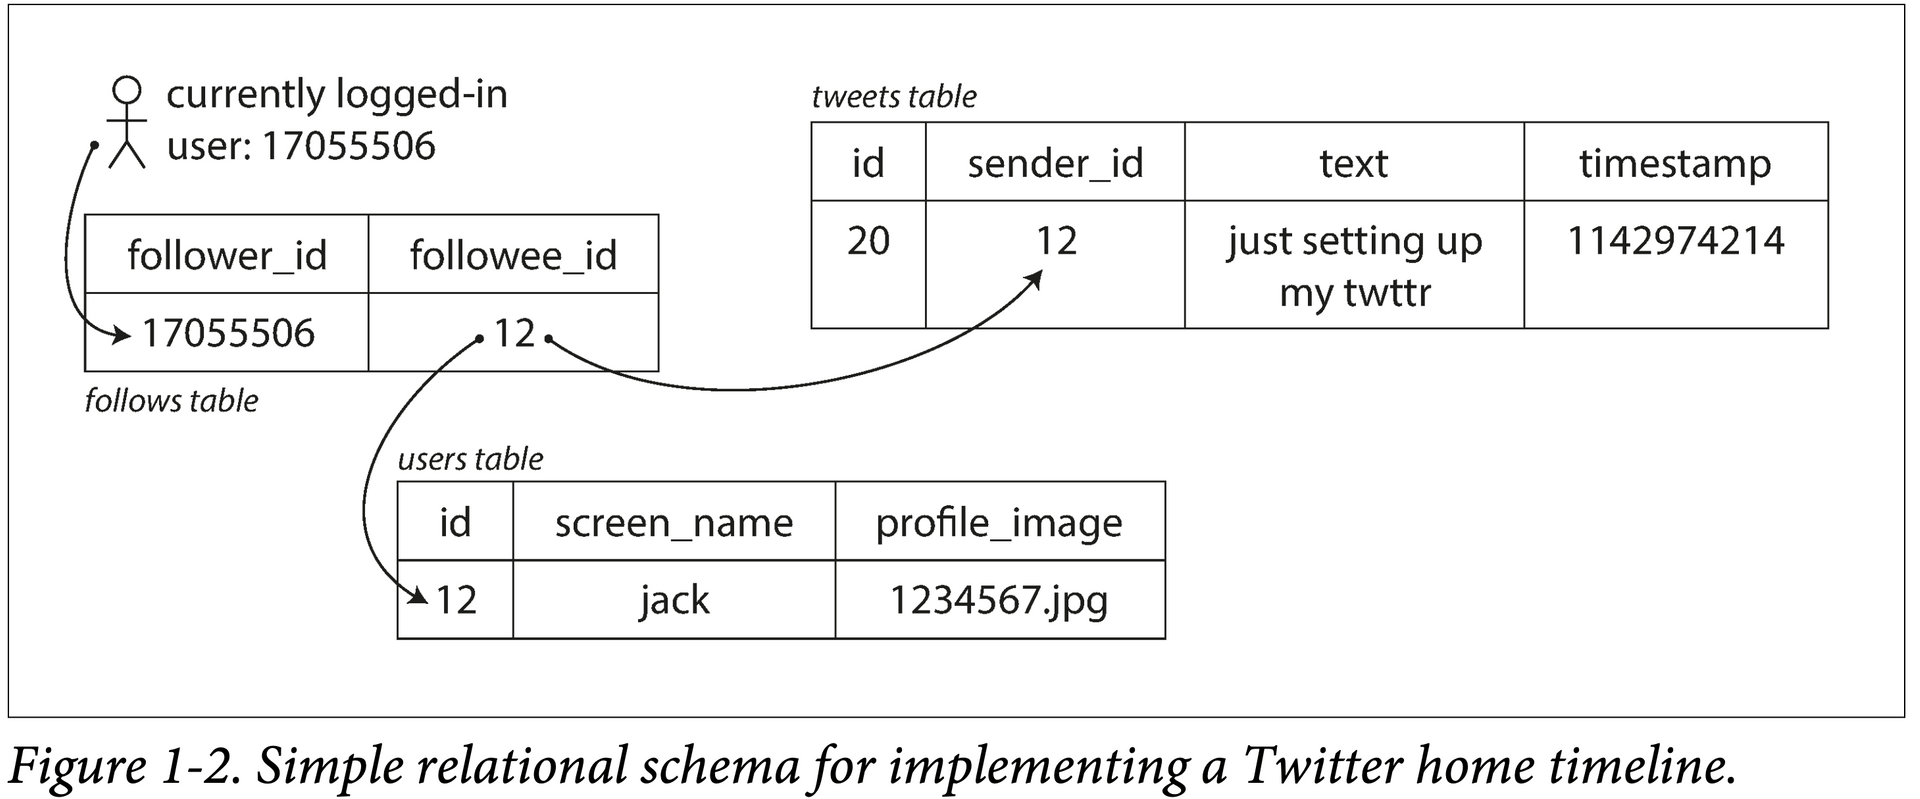 currently logged-in
user: 17055506
follower_id followee_id
17055506 12
follows table
tweets table
id sender_id text timestamp
20 12 just setting up 1142974214
my twttr
users table
id screen_name profile_image
12 jack 1234567.jpg
Figure 1-2. Simple relational schema for implementing a Twitter home timeline.